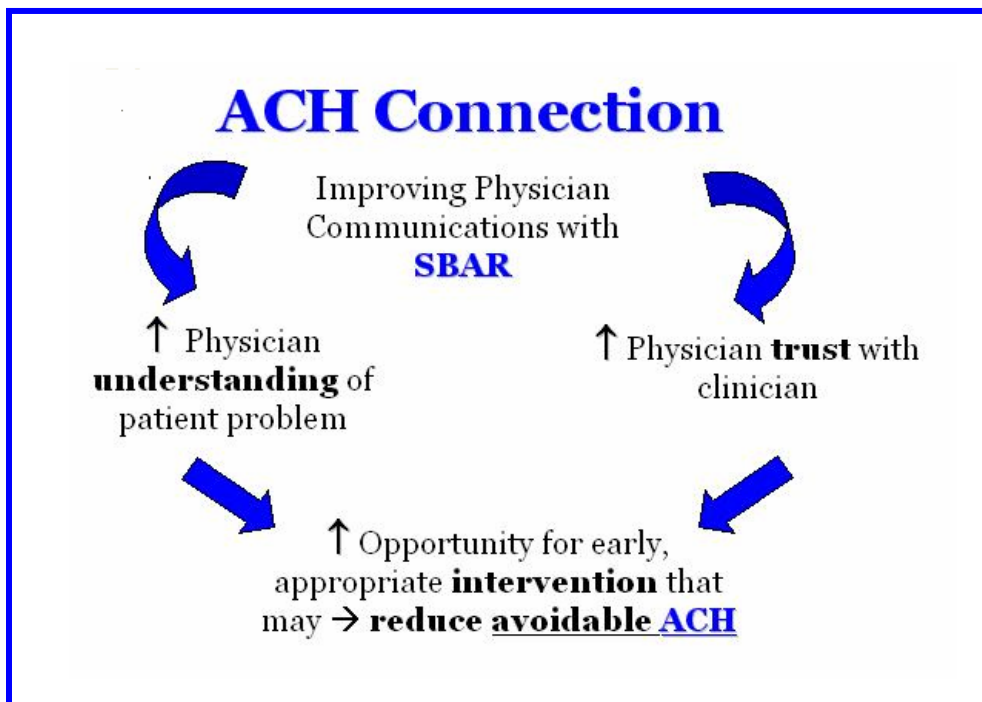 ACH Connection
Improving Physician
Communications with
SBAR
↑ Physician
understanding of
patient problem
↑ Physician trust with
clinician
↑ Opportunity for early,
appropriate intervention that
may → reduce avoidable ACH